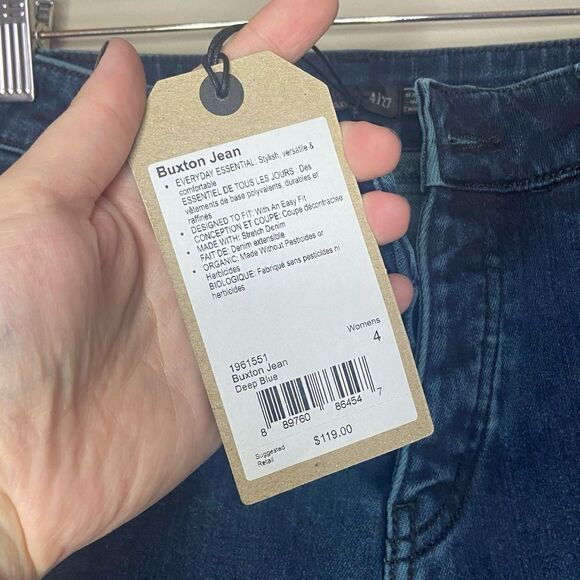 Buxton Jean
• EVERYDAY ESSENTIAL: Stylish, versatile &
comfortable
ESSENTIEL DE TOUS LES JOURS : Des
vêtements de base polyvalents, durables et
raffinés
• DESIGNED TO FIT: With An Easy Fit
CONCEPTION ET COUPE: Coupe décontractée
• MADE WITH: Stretch Denim
FAIT DE: Denim extensible
• ORGANIC: Made Without Pesticides or
Herbicides
BIOLOGIQUE: Fabriqué sans pesticides ni
herbicides
Womens
4
1961551
Buxton Jean
Deep Blue
8 89760 86454 7
Suggested
Retail
$119.00
4/27